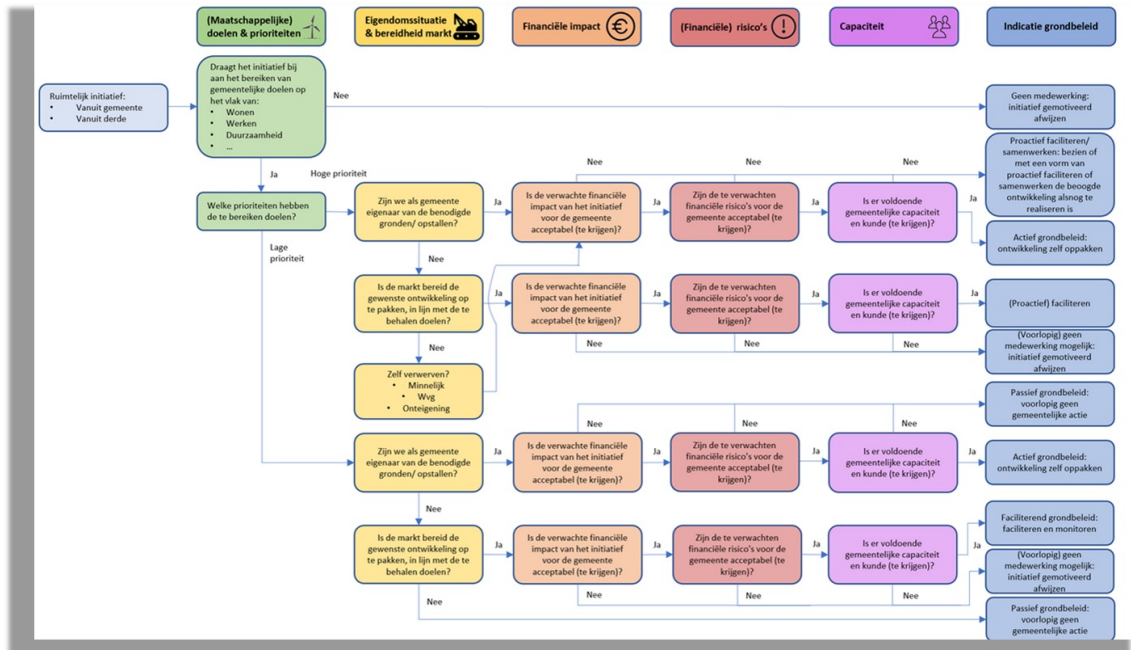 (Maatschappelijke)
doelen & prioriteiten
Eigendomssituatie
& bereidheid markt
Financiële impact
(Financiële) risico's
Capaciteit
Indicatie grondbeleid
Ruimtelijk initiatief:
• Vanuit gemeente
• Vanuit derde
Draagt het initiatief bij
aan het bereiken van
gemeentelijke doelen op
het vlak van:
• Wonen
• Werken
• Duurzaamheid
• ...
Nee
Geen medewerking:
initiatief gemotiveerd
afwijzen
Ja
Hoge prioriteit
Welke prioriteiten hebben
de te bereiken doelen?
Lage
prioriteit
Zijn we als gemeente
eigenaar van de benodigde
gronden/ opstallen?
Ja
Is de verwachte financiële
impact van het initiatief
voor de gemeente
acceptabel (te krijgen)?
Nee
Ja
Zijn de te verwachten
financiële risico's voor de
gemeente acceptabel (te
krijgen)?
Nee
Ja
Is er voldoende
gemeentelijke capaciteit
en kunde (te krijgen)?
Nee
Ja
Proactief faciliteren/
samenwerken: bezien of
met een vorm van
proactief faciliteren of
samenwerken de beoogde
ontwikkeling alsnog te
realiseren is
Actief grondbeleid:
ontwikkeling zelf oppakken
Nee
Is de markt bereid de
gewenste ontwikkeling op
te pakken, in lijn met de te
behalen doelen?
Ja
Is de verwachte financiële
impact van het initiatief
voor de gemeente
acceptabel (te krijgen)?
Ja
Zijn de te verwachten
financiële risico's voor de
gemeente acceptabel (te
krijgen)?
Ja
Is er voldoende
gemeentelijke capaciteit
en kunde (te krijgen)?
Ja
(Proactief) faciliteren
Nee
Nee
Nee
Nee
(Voorlopig) geen
medewerking mogelijk:
initiatief gemotiveerd
afwijzen
Zelf verwerven?
• Minnelijk
• Wvg
• Onteigening
Passief grondbeleid:
voorlopig geen
gemeentelijke actie
Nee
Nee
Nee
Zijn we als gemeente
eigenaar van de benodigde
gronden/ opstallen?
Ja
Is de verwachte financiële
impact van het initiatief
voor de gemeente
acceptabel (te krijgen)?
Ja
Zijn de te verwachten
financiële risico's voor de
gemeente acceptabel (te
krijgen)?
Ja
Is er voldoende
gemeentelijke capaciteit
en kunde (te krijgen)?
Ja
Actief grondbeleid:
ontwikkeling zelf oppakken
Nee
Is de markt bereid de
gewenste ontwikkeling op
te pakken, in lijn met de te
behalen doelen?
Ja
Is de verwachte financiële
impact van het initiatief
voor de gemeente
acceptabel (te krijgen)?
Ja
Zijn de te verwachten
financiële risico's voor de
gemeente acceptabel (te
krijgen)?
Ja
Is er voldoende
gemeentelijke capaciteit
en kunde (te krijgen)?
Ja
Faciliterend grondbeleid:
faciliteren en monitoren
(Voorlopig) geen
medewerking mogelijk:
initiatief gemotiveerd
afwijzen
Nee
Nee
Nee
Nee
Passief grondbeleid:
voorlopig geen
gemeentelijke actie